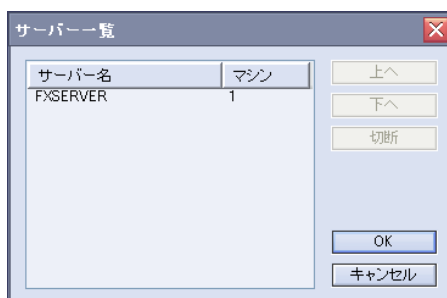 サーバー一覧
サーバー名 マシン
FXSERVER 1
上へ
下へ
切断
OK
キャンセル